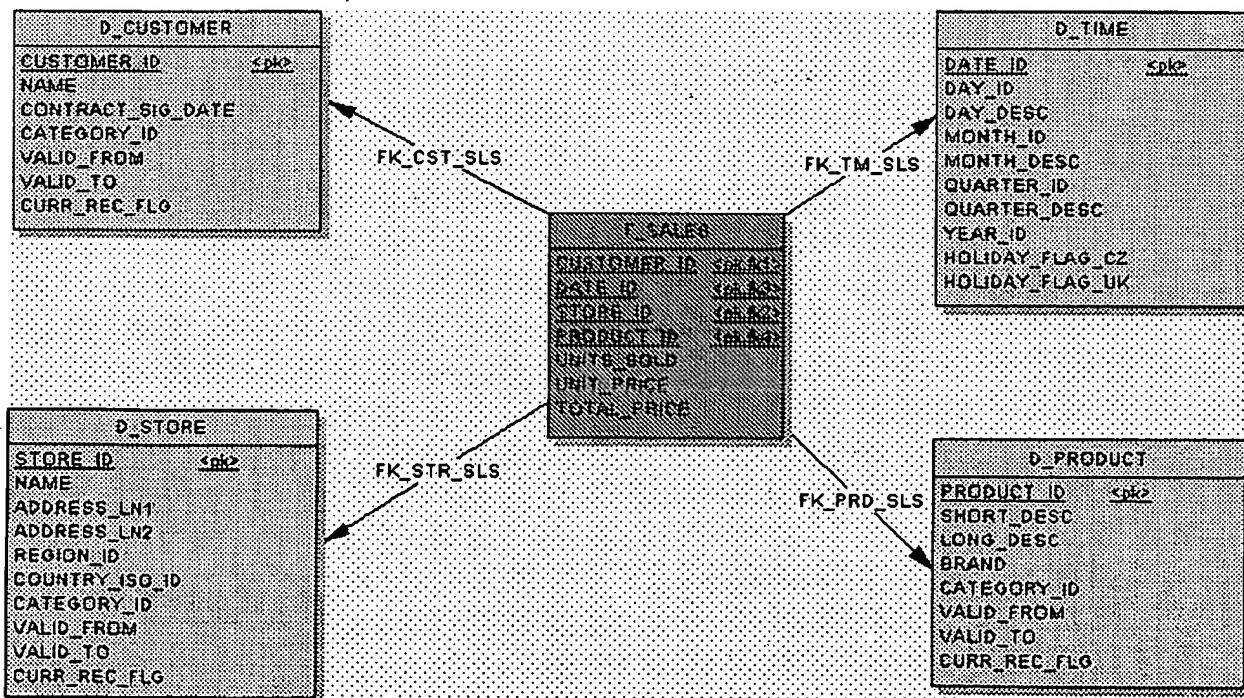 D_CUSTOMER
CUSTOMER_ID <pk>
NAME
CONTRACT_SIG_DATE
CATEGORY_ID
VALID_FROM
VALID_TO
CURR_REC_FLG
D_TIME
DATE_ID <pk>
DAY_ID
DAY_DESC
MONTH_ID
MONTH_DESC
QUARTER_ID
QUARTER_DESC
YEAR_ID
HOLIDAY_FLAG_CZ
HOLIDAY_FLAG_UK
FK_CST_SLS
FK_TM_SLS
F_SALES
CUSTOMER_ID
DATE_ID
STORE_ID
PRODUCT_ID
UNITS_SOLD
UNIT_PRICE
TOTAL_PRICE
FK_STR_SLS
FK_PRD_SLS
D_STORE
STORE_ID <pk>
NAME
ADDRESS_LN1
ADDRESS_LN2
REGION_ID
COUNTRY_ISO_ID
CATEGORY_ID
VALID_FROM
VALID_TO
CURR_REC_FLG
D_PRODUCT
PRODUCT_ID <pk>
SHORT_DESC
LONG_DESC
BRAND
CATEGORY_ID
VALID_FROM
VALID_TO
CURR_REC_FLG